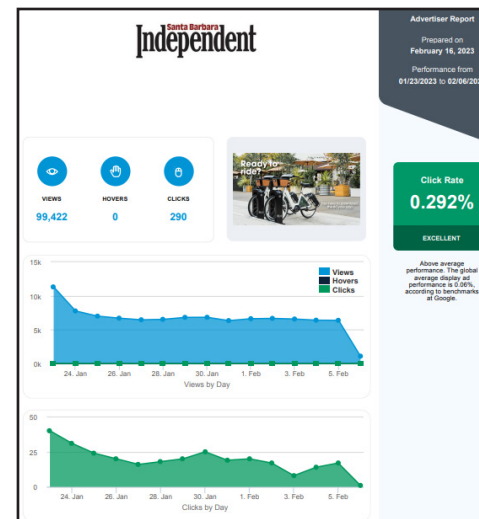 Santa Barbara
Independent
Advertiser Report
Prepared on
February 16, 2023
Performance from
01/23/2023 to 02/06/202
VIEWS
HOVERS
CLICKS
99,422
0
290
Ready to
ride?
Click Rate
0.292%
EXCELLENT
Above average
performance. The global
average display ad
performance is 0.06%,
according to benchmarks
at Google.
15k
10k
5k
0k
Views
Hovers
Clicks
24. Jan
26. Jan
28. Jan
30. Jan
1. Feb
3. Feb
5. Feb
Views by Day
50
25
0
24. Jan
26. Jan
28. Jan
30. Jan
1. Feb
3. Feb
5. Feb
Clicks by Day